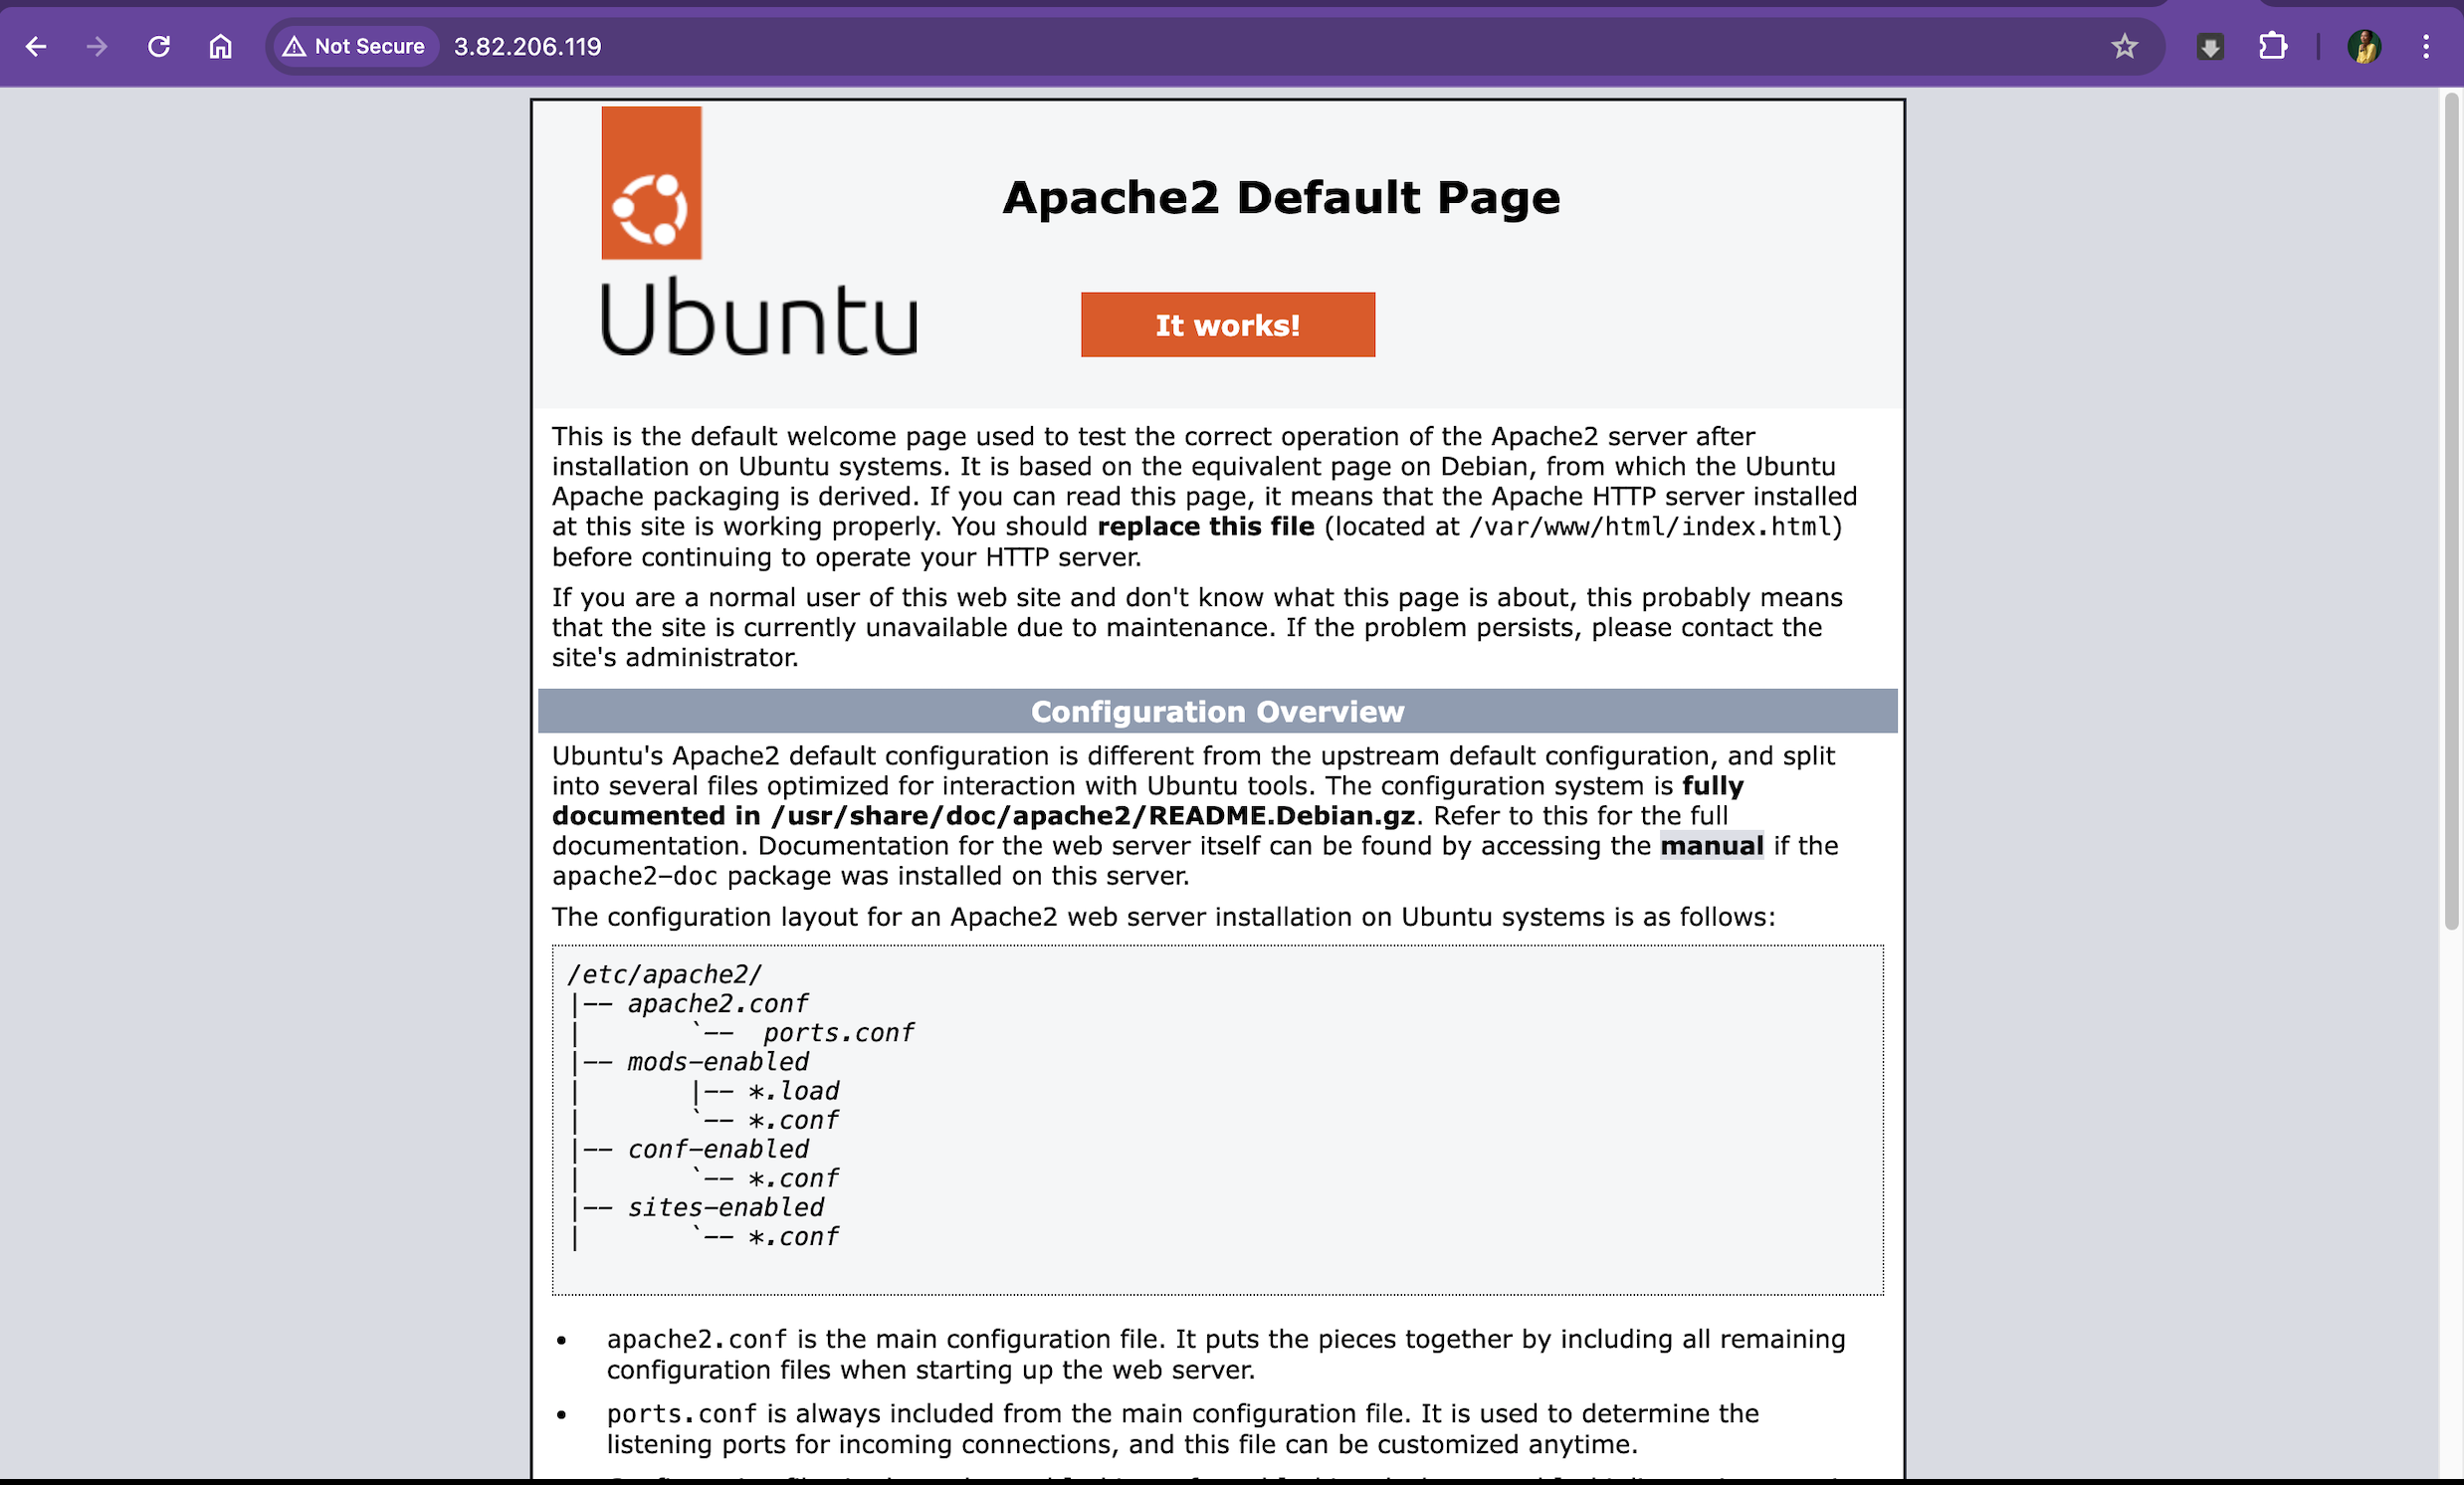 Not Secure
3.82.206.119
Apache2 Default Page
Ubuntu
It works!
This is the default welcome page used to test the correct operation of the Apache2 server after
installation on Ubuntu systems. It is based on the equivalent page on Debian, from which the Ubuntu
Apache packaging is derived. If you can read this page, it means that the Apache HTTP server installed
at this site is working properly. You should replace this file (located at /var/www/html/index.html)
before continuing to operate your HTTP server.
If you are a normal user of this web site and don't know what this page is about, this probably means
that the site is currently unavailable due to maintenance. If the problem persists, please contact the
site's administrator.
Configuration Overview
Ubuntu's Apache2 default configuration is different from the upstream default configuration, and split
into several files optimized for interaction with Ubuntu tools. The configuration system is fully
documented in /usr/share/doc/apache2/README.Debian.gz. Refer to this for the full
documentation. Documentation for the web server itself can be found by accessing the manual if the
apache2-doc package was installed on this server.
The configuration layout for an Apache2 web server installation on Ubuntu systems is as follows:
/etc/apache2/
|-- apache2.conf
|       `--  ports.conf
|-- mods-enabled
|       |-- *.load
|       `-- *.conf
|-- conf-enabled
|       `-- *.conf
|-- sites-enabled
|       `-- *.conf
• apache2.conf is the main configuration file. It puts the pieces together by including all remaining
configuration files when starting up the web server.
• ports.conf is always included from the main configuration file. It is used to determine the
listening ports for incoming connections, and this file can be customized anytime.